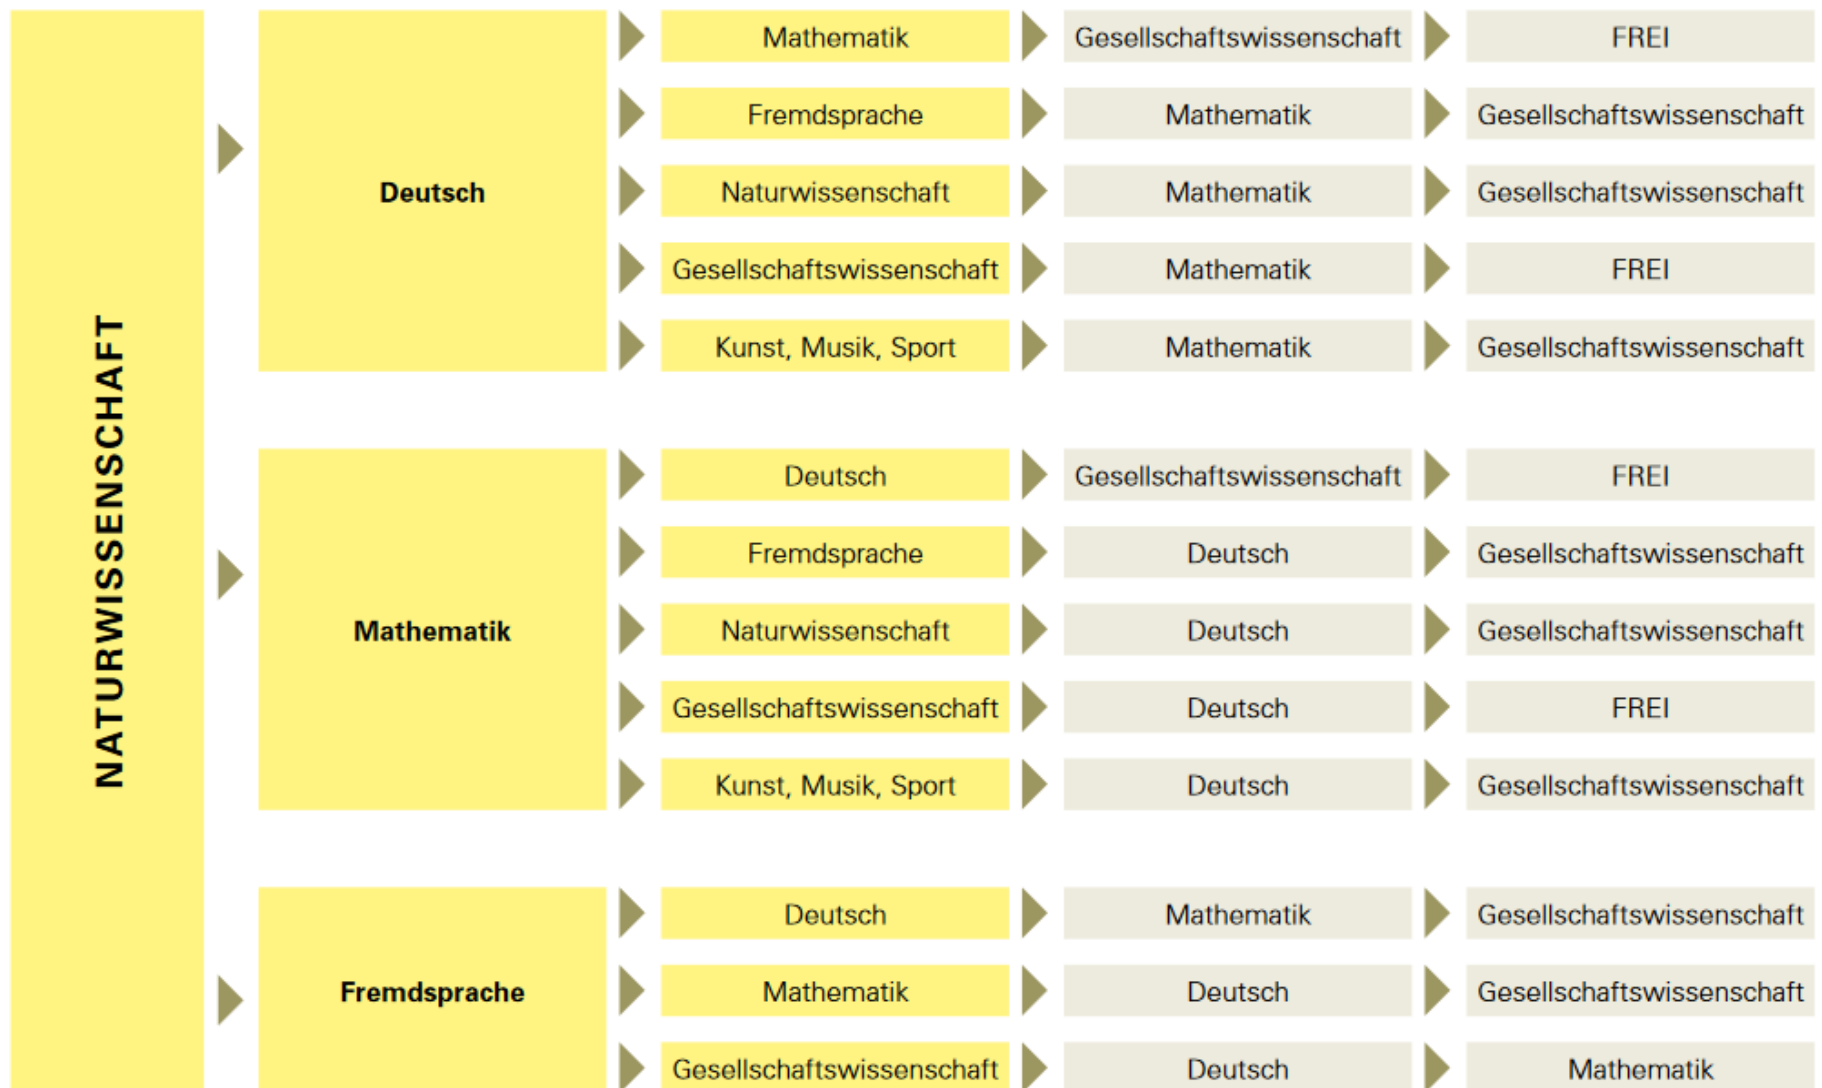 NATURWISSENSCHAFT
Deutsch
Mathematik Gesellschaftswissenschaft FREI
Fremdsprache Mathematik Gesellschaftswissenschaft
Naturwissenschaft Mathematik Gesellschaftswissenschaft
Gesellschaftswissenschaft Mathematik FREI
Kunst, Musik, Sport Mathematik Gesellschaftswissenschaft
Mathematik
Deutsch Gesellschaftswissenschaft FREI
Fremdsprache Deutsch Gesellschaftswissenschaft
Naturwissenschaft Deutsch Gesellschaftswissenschaft
Gesellschaftswissenschaft Deutsch FREI
Kunst, Musik, Sport Deutsch Gesellschaftswissenschaft
Fremdsprache
Deutsch Mathematik Gesellschaftswissenschaft
Mathematik Deutsch Gesellschaftswissenschaft
Gesellschaftswissenschaft Deutsch Mathematik